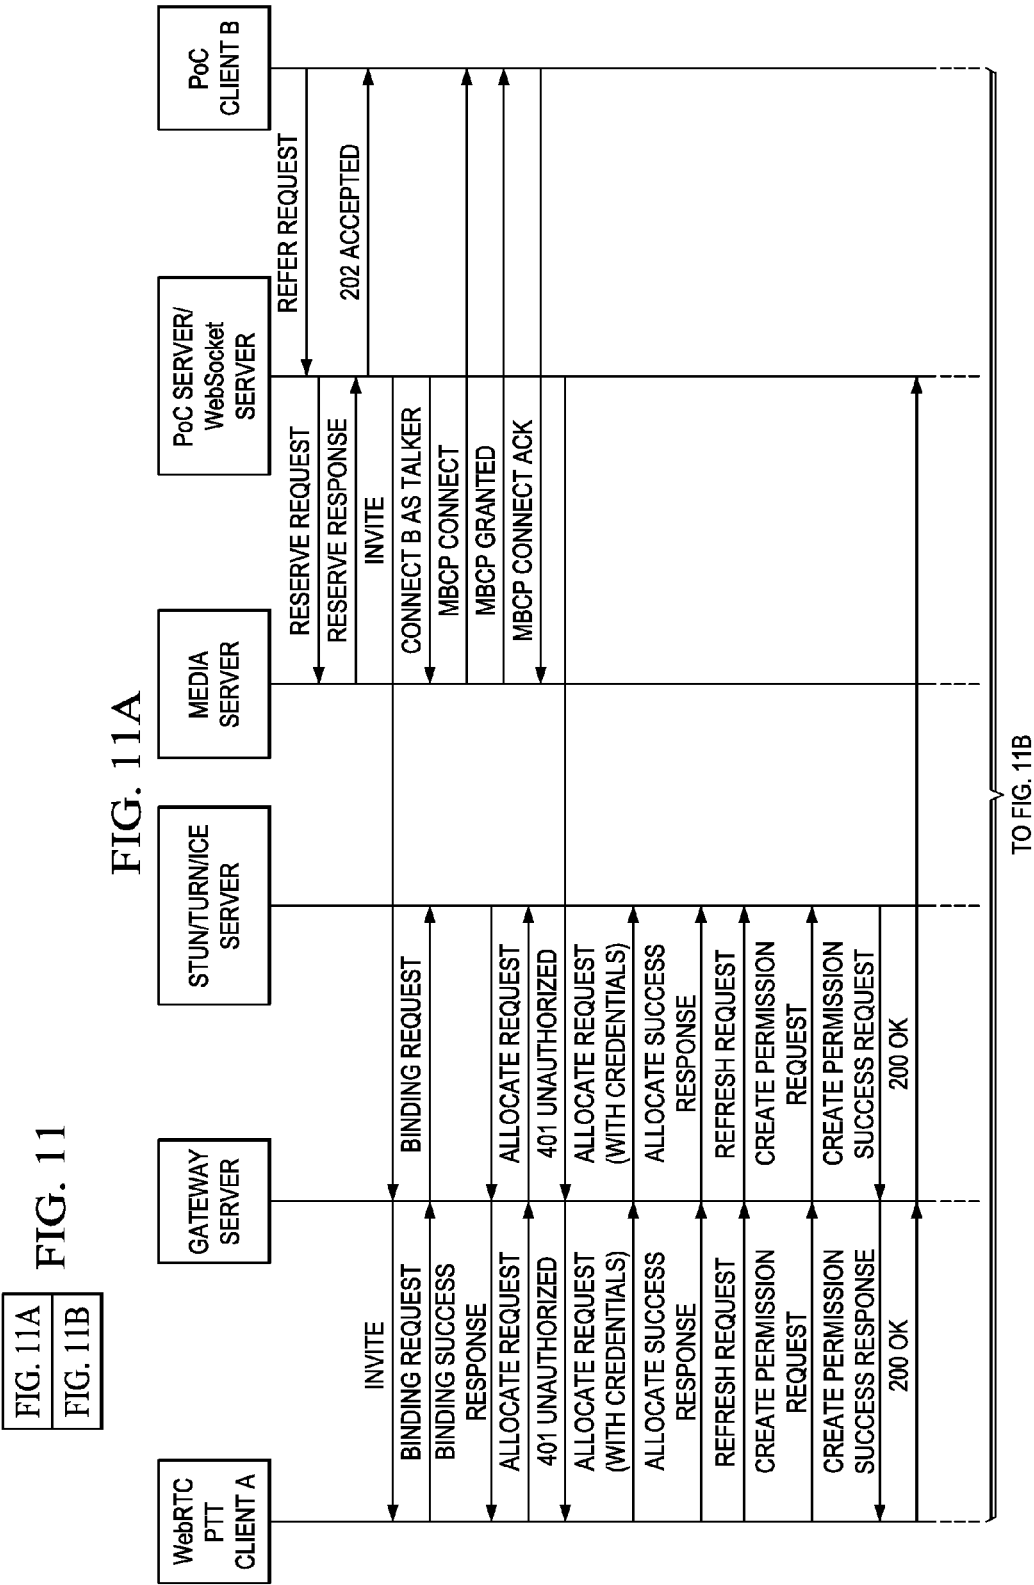 FIG. 11A
FIG. 11B
FIG. 11
FIG. 11A
WebRTC
PTT
CLIENT A
GATEWAY
SERVER
STUN/TURN/ICE
SERVER
MEDIA
SERVER
PoC SERVER/
WebSocket
SERVER
PoC
CLIENT B
REFER REQUEST
RESERVE REQUEST
RESERVE RESPONSE
202 ACCEPTED
INVITE
INVITE
CONNECT B AS TALKER
MBCP CONNECT
MBCP GRANTED
MBCP CONNECT ACK
BINDING REQUEST
BINDING SUCCESS
RESPONSE
ALLOCATE REQUEST
401 UNAUTHORIZED
ALLOCATE REQUEST
(WITH CREDENTIALS)
ALLOCATE SUCCESS
RESPONSE
REFRESH REQUEST
CREATE PERMISSION
REQUEST
CREATE PERMISSION
SUCCESS RESPONSE
200 OK
BINDING REQUEST
ALLOCATE REQUEST
401 UNAUTHORIZED
ALLOCATE REQUEST
(WITH CREDENTIALS)
ALLOCATE SUCCESS
RESPONSE
REFRESH REQUEST
CREATE PERMISSION
REQUEST
CREATE PERMISSION
SUCCESS REQUEST
200 OK
TO FIG. 11B